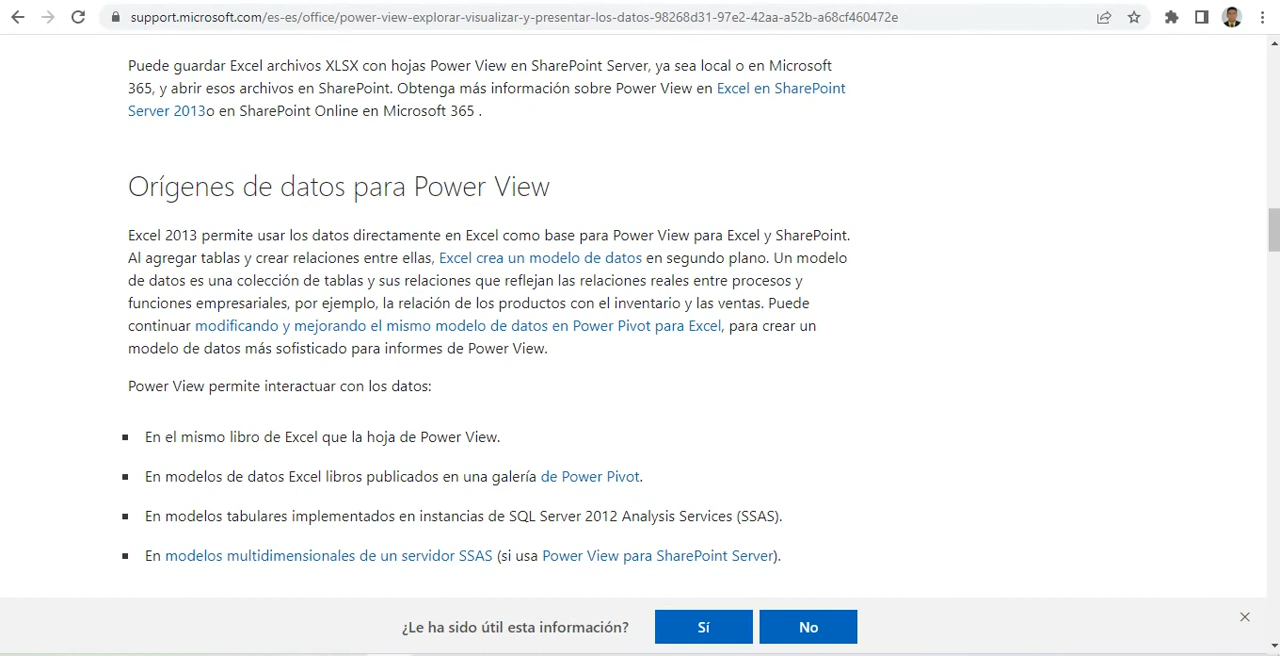 support.microsoft.com/es-es/office/power-view-explorar-visualizar-y-presentar-los-datos-98268d31-97e2-42aa-a52b-a68cf460472e
Puede guardar Excel archivos XLSX con hojas Power View en SharePoint Server, ya sea local o en Microsoft
365, y abrir esos archivos en SharePoint. Obtenga más información sobre Power View en Excel en SharePoint
Server 2013o en SharePoint Online en Microsoft 365 .
Orígenes de datos para Power View
Excel 2013 permite usar los datos directamente en Excel como base para Power View para Excel y SharePoint.
Al agregar tablas y crear relaciones entre ellas, Excel crea un modelo de datos en segundo plano. Un modelo
de datos es una colección de tablas y sus relaciones que reflejan las relaciones reales entre procesos y
funciones empresariales, por ejemplo, la relación de los productos con el inventario y las ventas. Puede
continuar modificando y mejorando el mismo modelo de datos en Power Pivot para Excel, para crear un
modelo de datos más sofisticado para informes de Power View.
Power View permite interactuar con los datos:
En el mismo libro de Excel que la hoja de Power View.
En modelos de datos Excel libros publicados en una galería de Power Pivot.
En modelos tabulares implementados en instancias de SQL Server 2012 Analysis Services (SSAS).
En modelos multidimensionales de un servidor SSAS (si usa Power View para SharePoint Server).
¿Le ha sido útil esta información?
Sí
No